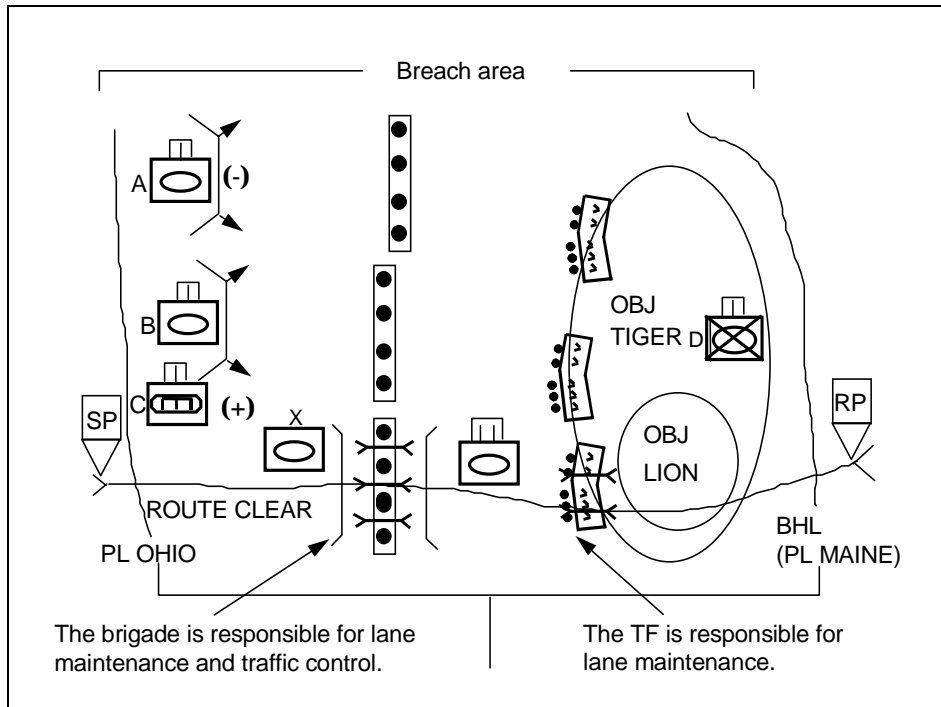 Breach area
A
(-)
B
C
(+)
X
SP
ROUTE CLEAR
PL OHIO
OBJ
TIGER D
OBJ
LION
RP
BHL
(PL MAINE)
The brigade is responsible for lane
maintenance and traffic control.
The TF is responsible for
lane maintenance.